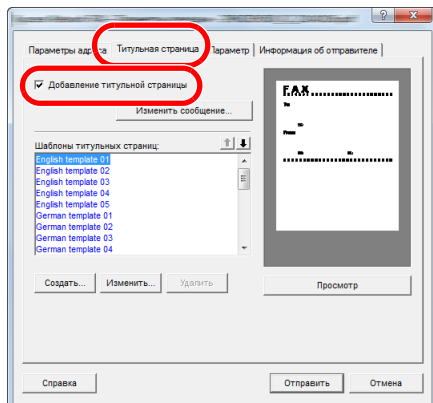 Параметры адреса Титульная страница Параметр Информация об отправителе
Добавление титульной страницы
Изменить сообщение...
Шаблоны титульных страниц:
English template 01
English template 02
English template 03
English template 04
English template 05
German template 01
German template 02
German template 03
German template 04
Создать... Изменить... Удалить
FAX
To:
From:
Просмотр
Справка Отправить Отмена